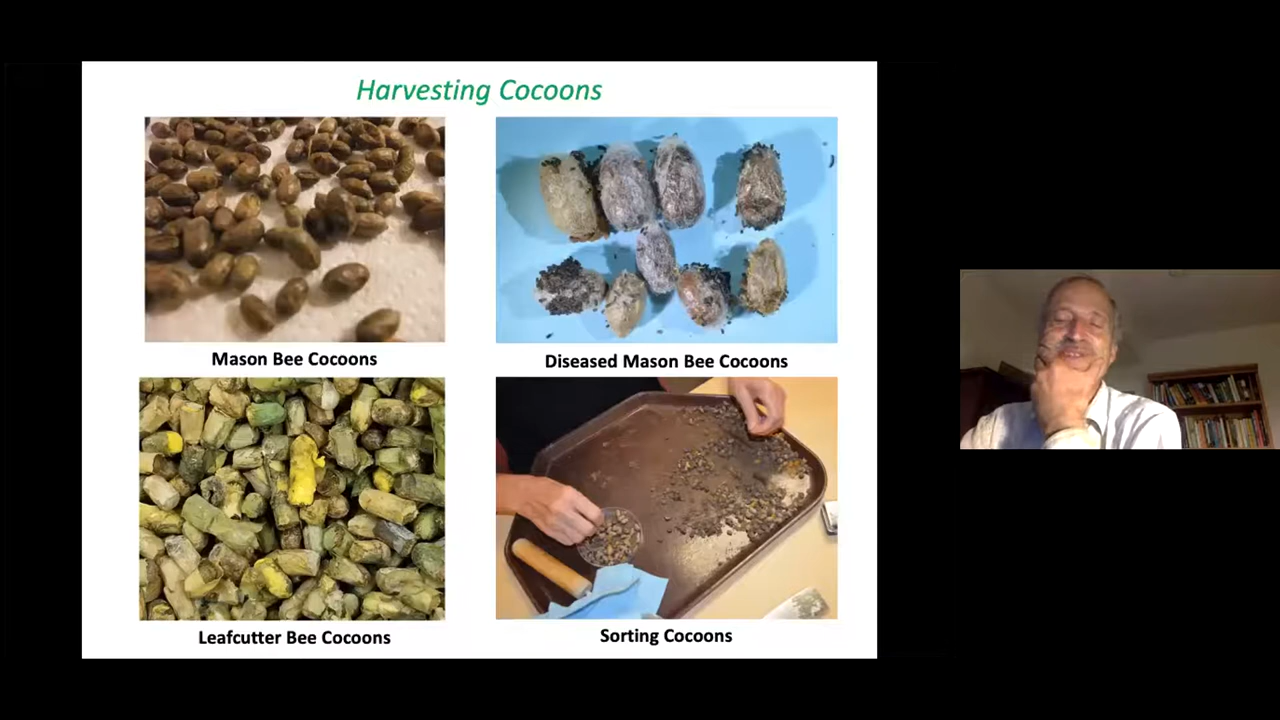 Harvesting Cocoons
Mason Bee Cocoons
Diseased Mason Bee Cocoons
Leafcutter Bee Cocoons
Sorting Cocoons